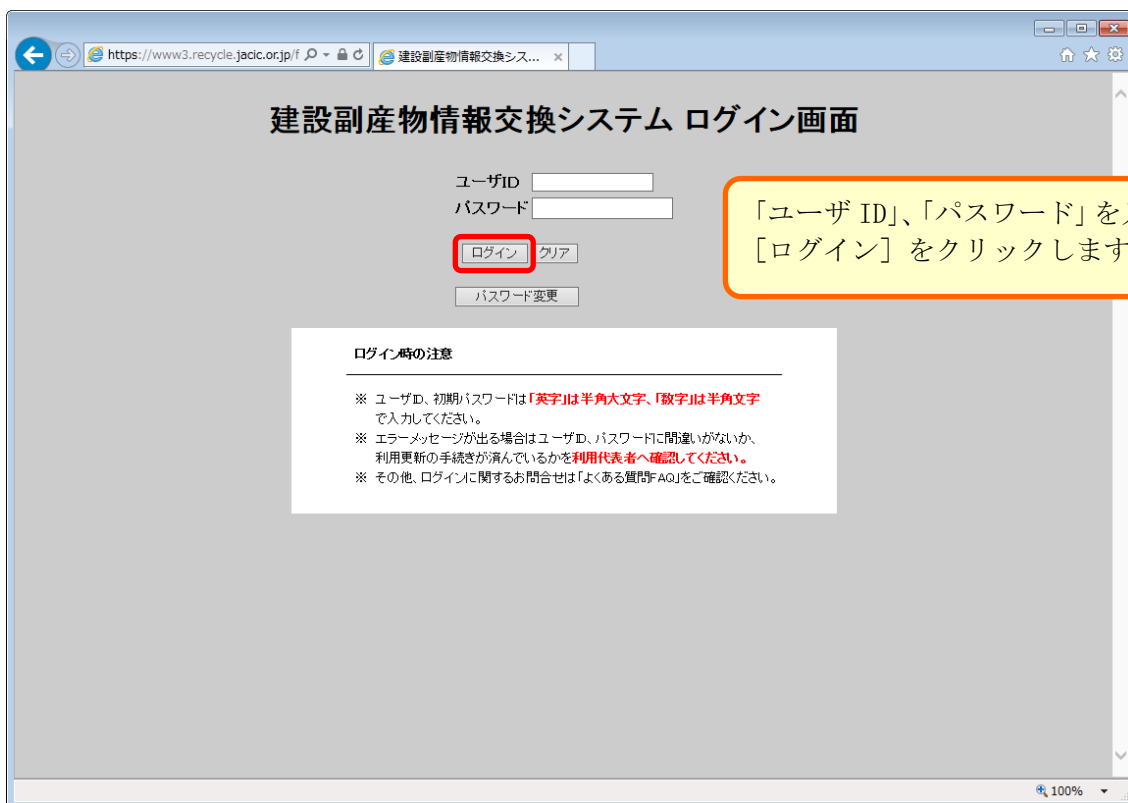 https://www3.recycle.jacic.or.jp/f
建設副産物情報交換シス...
建設副産物情報交換システム ログイン画面
ユーザID
パスワード
「ユーザ ID」、「パスワード」を
［ログイン］をクリックします
ログイン クリア
パスワード変更
ログイン時の注意
※ ユーザID、初期パスワードは「英字」は半角大文字、「数字」は半角文字
で入力してください。
※ エラーメッセージが出る場合はユーザID、パスワードに間違いがないか、
利用更新の手続きが済んでいるかを利用代表者へ確認してください。
※ その他、ログインに関するお問合せは「よくある質問FAQ」をご確認ください。
100%